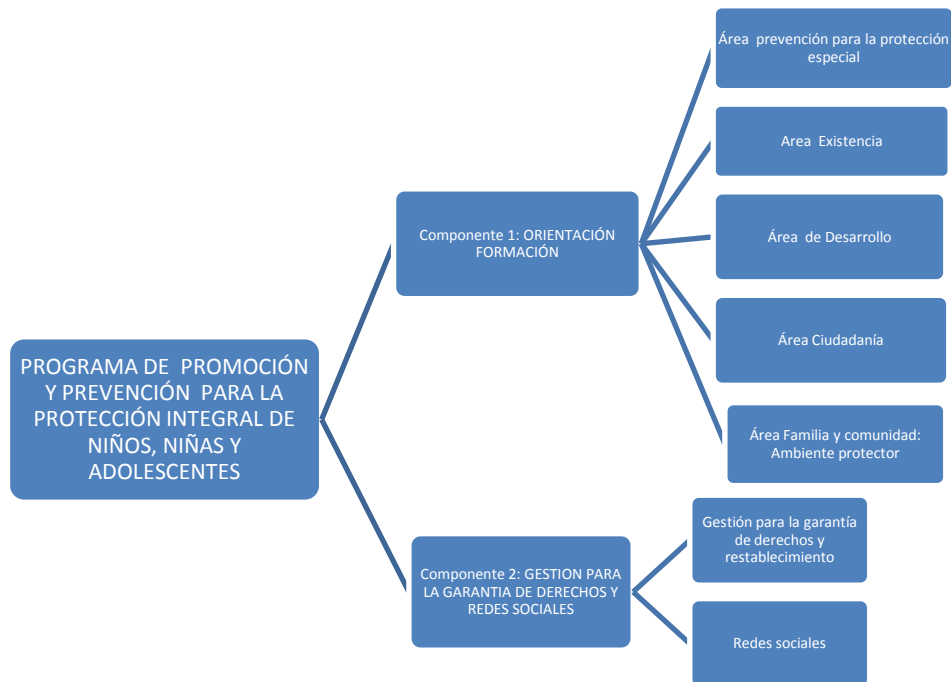 PROGRAMA DE PROMOCIÓN
Y PREVENCIÓN PARA LA
PROTECCIÓN INTEGRAL DE
NIÑOS, NIÑAS Y
ADOLESCENTES
Componente 1: ORIENTACIÓN
FORMACIÓN
Área prevención para la protección
especial
Area Existencia
Área de Desarrollo
Área Ciudadanía
Área Familia y comunidad:
Ambiente protector
Componente 2: GESTION PARA
LA GARANTIA DE DERECHOS Y
REDES SOCIALES
Gestión para la garantía
de derechos y
restablecimiento
Redes sociales